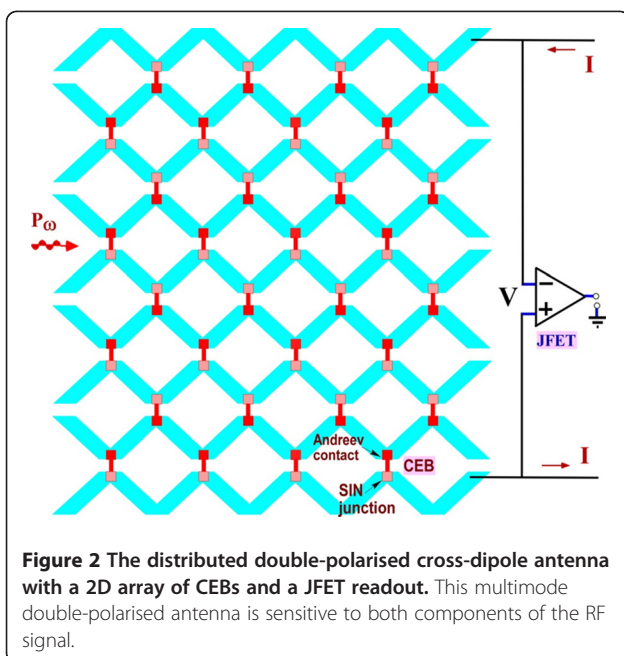 I
Pω
V
−
+
JFET
Andreev
contact
CEB
SIN
junction
I
Figure 2 The distributed double-polarised cross-dipole antenna
with a 2D array of CEBs and a JFET readout. This multimode
double-polarised antenna is sensitive to both components of the RF
signal.